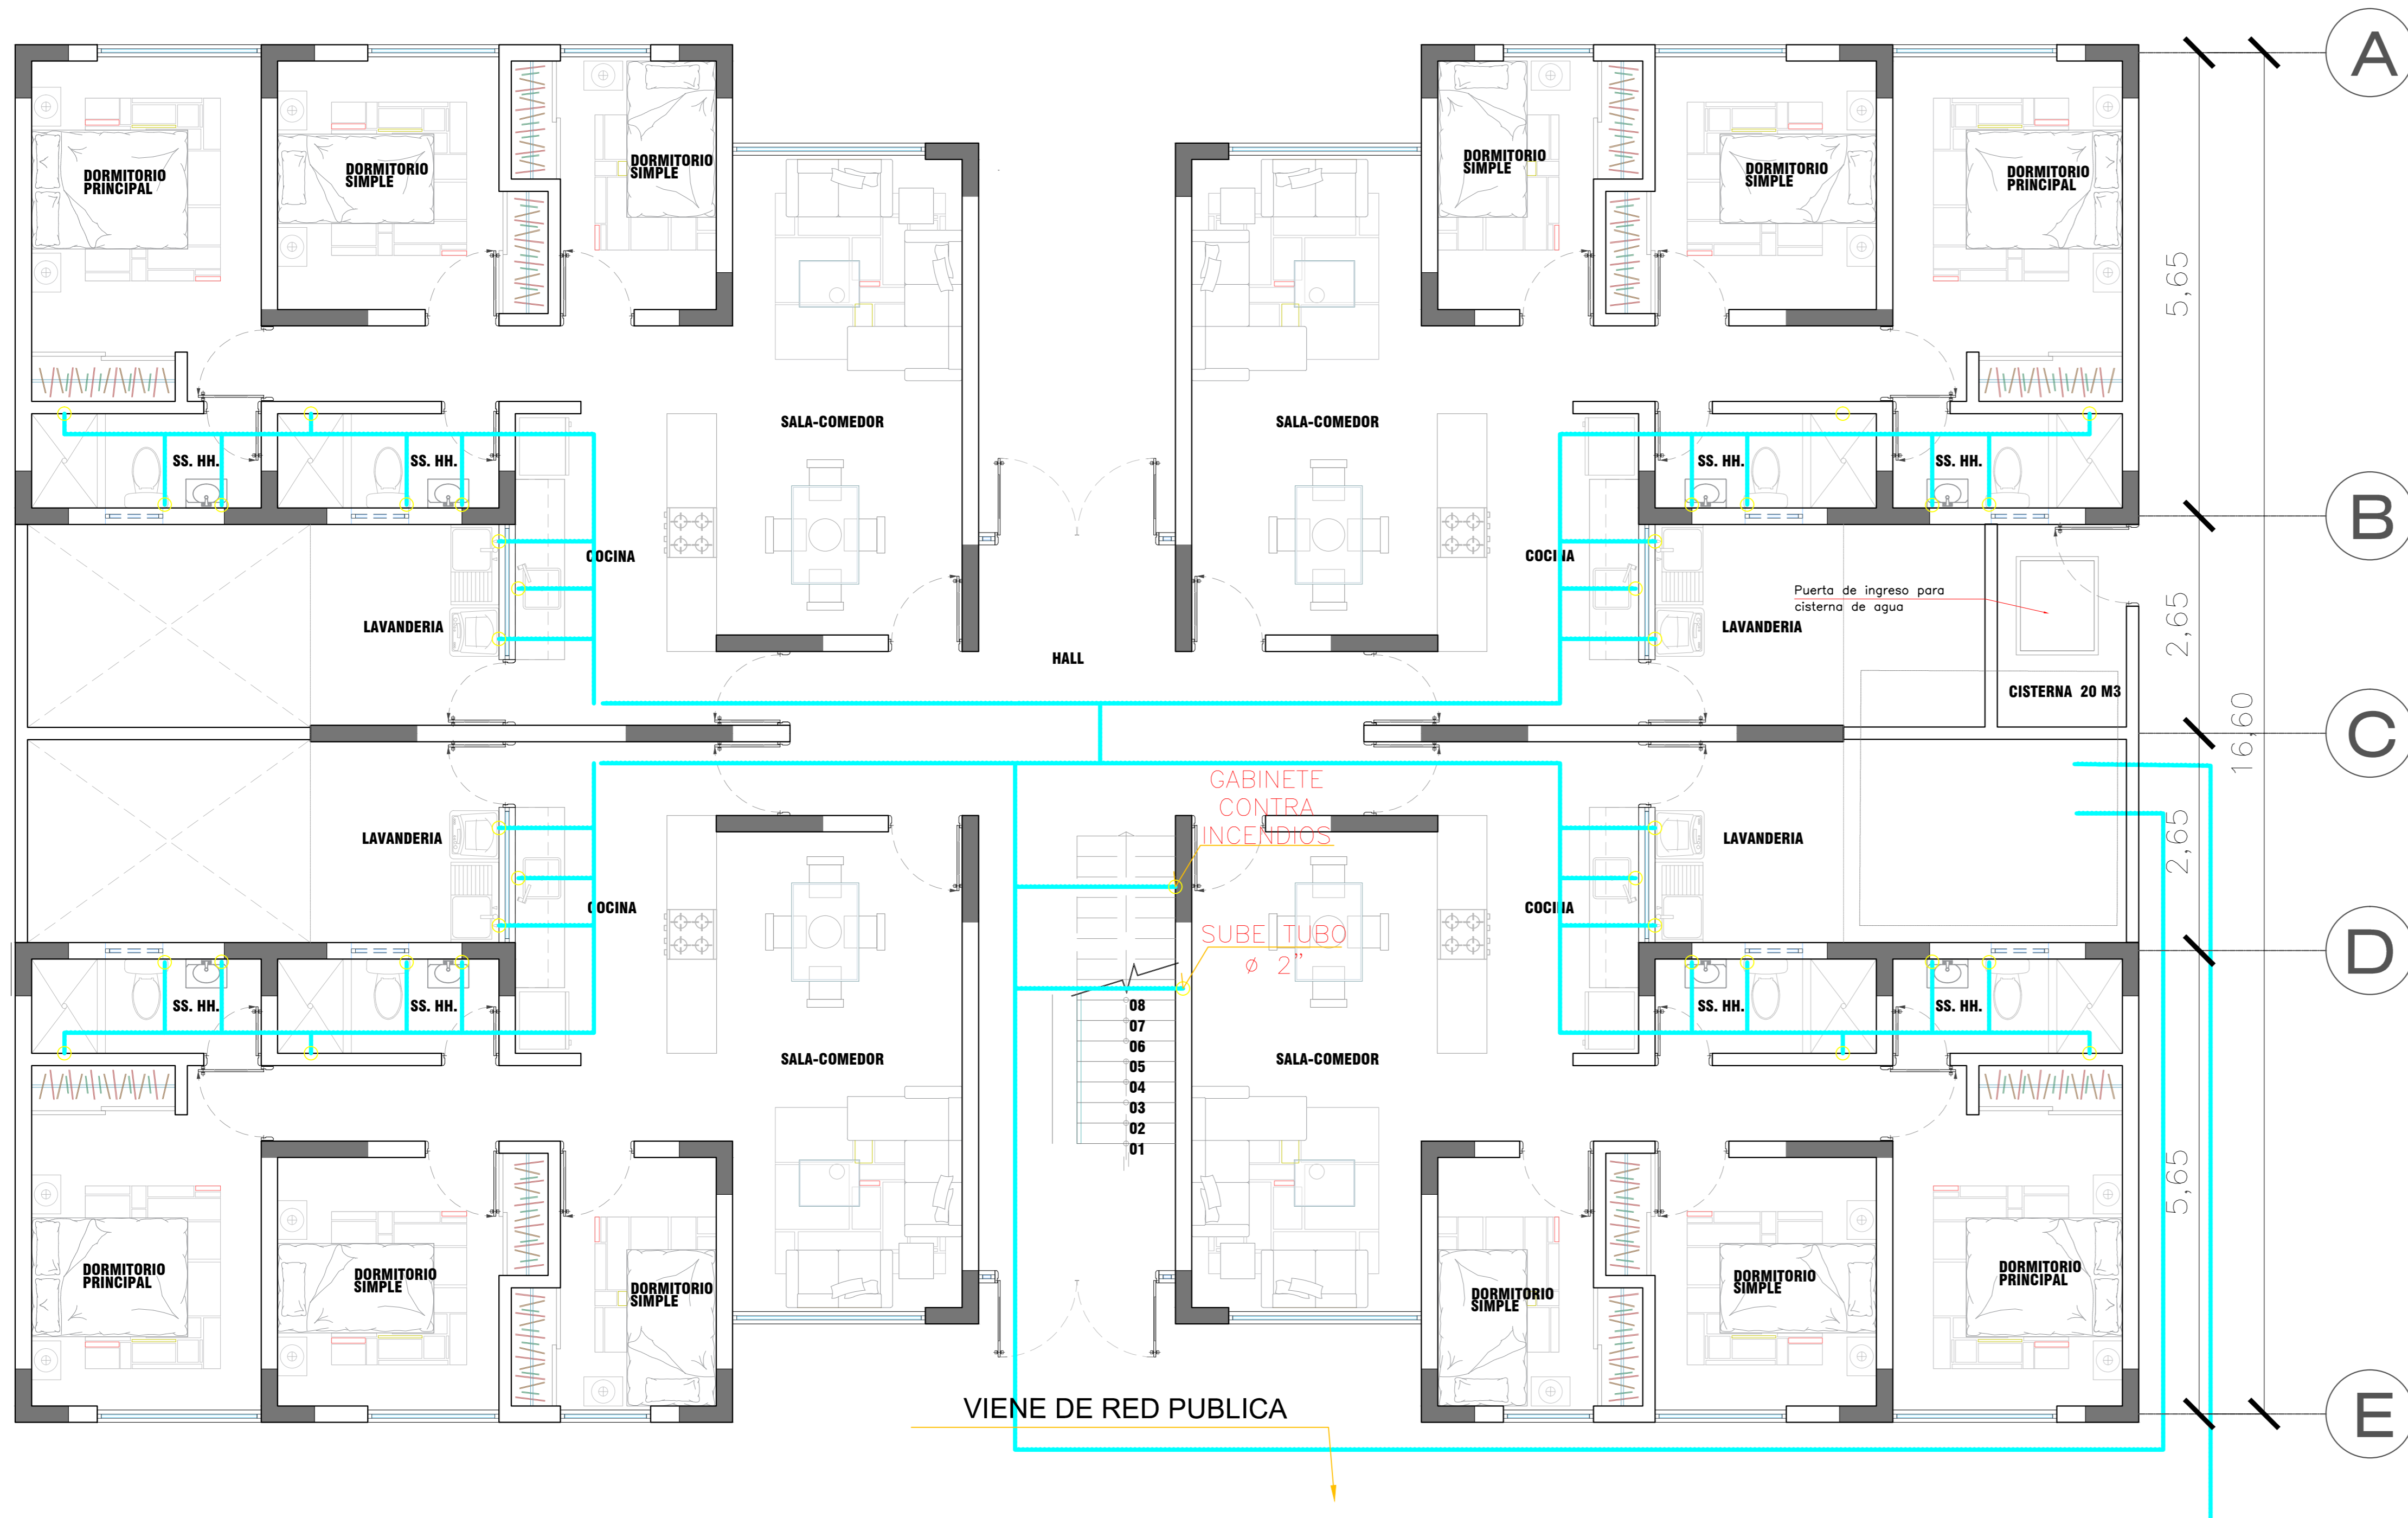 A
DORMITORIO
PRINCIPAL
DORMITORIO
SIMPLE
DORMITORIO
SIMPLE
DORMITORIO
SIMPLE
DORMITORIO
SIMPLE
DORMITORIO
PRINCIPAL
5,65
SALA-COMEDOR
SALA-COMEDOR
SS. HH.
SS. HH.
SS. HH.
SS. HH.
B
COCINA
COCINA
Puerta de ingreso para
cisterna de agua
LAVANDERIA
LAVANDERIA
2,65
HALL
CISTERNA 20 M3
16,60
C
GABINETE
CONTRA
INCENDIOS
LAVANDERIA
LAVANDERIA
2,65
COCINA
COCINA
SUBE TUBO
ø 2"
D
SS. HH.
SS. HH.
SS. HH.
SS. HH.
08
07
06
05
04
03
02
01
SALA-COMEDOR
SALA-COMEDOR
5,65
DORMITORIO
PRINCIPAL
DORMITORIO
SIMPLE
DORMITORIO
SIMPLE
DORMITORIO
SIMPLE
DORMITORIO
SIMPLE
DORMITORIO
PRINCIPAL
VIENE DE RED PUBLICA
E